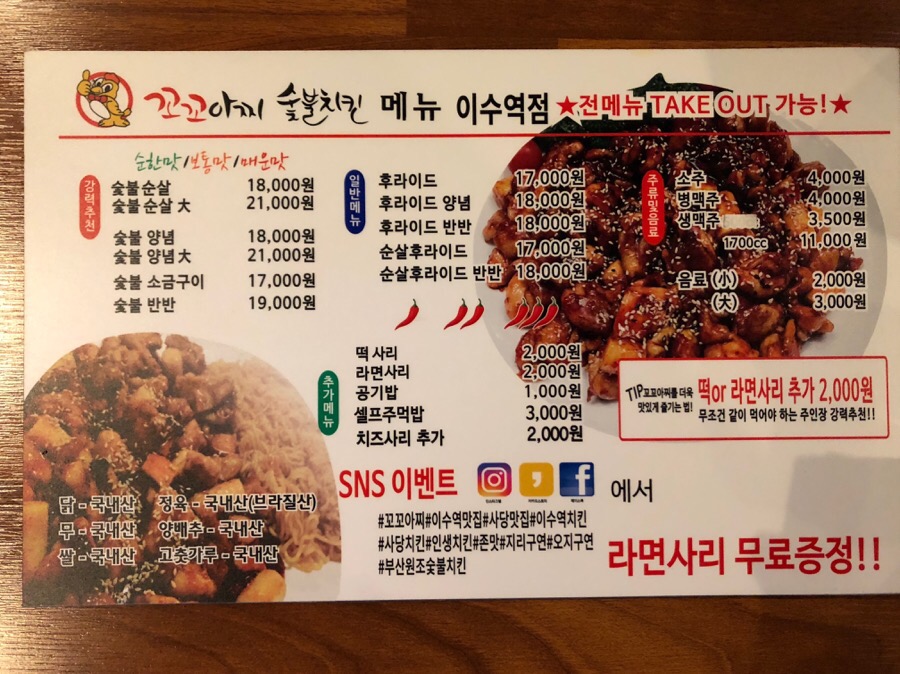 꼬꼬아찌 숯불치킨 메뉴 이수역점 ★전메뉴 TAKE OUT 가능!★
순한맛/보통맛/매운맛
강력추천
숯불순살 18,000원
숯불 순살 大 21,000원
숯불 양념 18,000원
숯불 양념 大 21,000원
숯불 소금구이 17,000원
숯불 반반 19,000원
일반메뉴
후라이드 17,000원
후라이드 양념 18,000원
후라이드 반반 18,000원
순살후라이드 17,000원
순살후라이드 반반 18,000원
주류및음료
소주 4,000원
병맥주 4,000원
생맥주 3,500원
1700cc 11,000원
음료 (小) 2,000원
(大) 3,000원
추가메뉴
떡 사리 2,000원
라면사리 2,000원
공기밥 1,000원
셀프주먹밥 3,000원
치즈사리 추가 2,000원
TIP꼬꼬아찌를 더욱 맛있게 즐기는 법!
떡or 라면사리 추가 2,000원
무조건 같이 먹어야 하는 주인장 강력추천!!
닭 - 국내산 정육 - 국내산(브라질산)
무 - 국내산 양배추 - 국내산
쌀 - 국내산 고춧가루 - 국내산
SNS 이벤트 에서
#꼬꼬아찌#이수역맛집#사당맛집#이수역치킨
#사당치킨#인생치킨#존맛#지리구연#오지구연
#부산원조숯불치킨
라면사리 무료증정!!